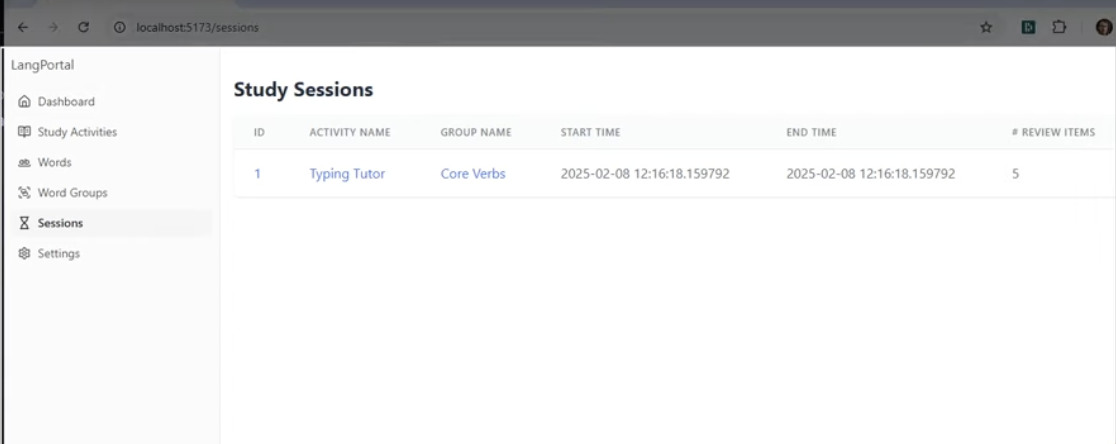 localhost:5173/sessions
LangPortal
Dashboard
Study Activities
Words
Word Groups
Sessions
Settings
Study Sessions
ID ACTIVITY NAME GROUP NAME START TIME END TIME # REVIEW ITEMS
1 Typing Tutor Core Verbs 2025-02-08 12:16:18.159792 2025-02-08 12:16:18.159792 5